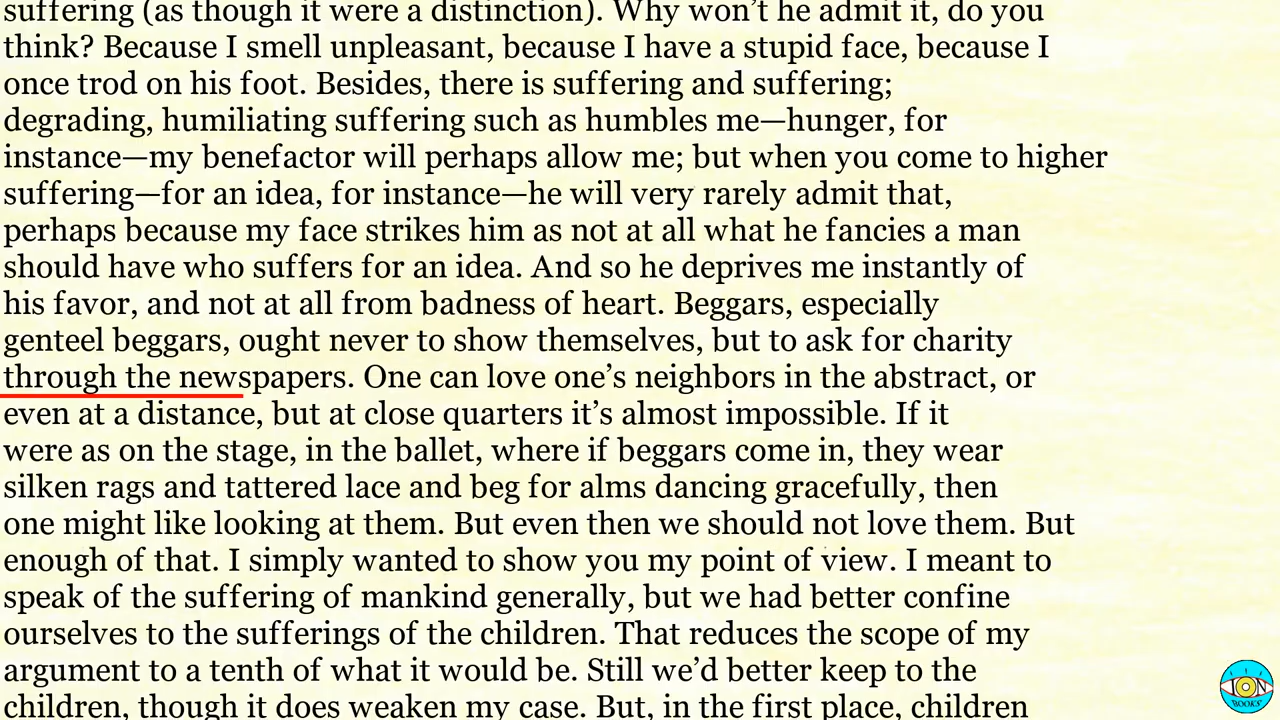 suffering (as though it were a distinction). Why won’t he admit it, do you
think? Because I smell unpleasant, because I have a stupid face, because I
once trod on his foot. Besides, there is suffering and suffering;
degrading, humiliating suffering such as humbles me—hunger, for
instance—my benefactor will perhaps allow me; but when you come to higher
suffering—for an idea, for instance—he will very rarely admit that,
perhaps because my face strikes him as not at all what he fancies a man
should have who suffers for an idea. And so he deprives me instantly of
his favor, and not at all from badness of heart. Beggars, especially
genteel beggars, ought never to show themselves, but to ask for charity
through the newspapers. One can love one’s neighbors in the abstract, or
even at a distance, but at close quarters it’s almost impossible. If it
were as on the stage, in the ballet, where if beggars come in, they wear
silken rags and tattered lace and beg for alms dancing gracefully, then
one might like looking at them. But even then we should not love them. But
enough of that. I simply wanted to show you my point of view. I meant to
speak of the suffering of mankind generally, but we had better confine
ourselves to the sufferings of the children. That reduces the scope of my
argument to a tenth of what it would be. Still we’d better keep to the
children, though it does weaken my case. But, in the first place, children
ION
BOOKS